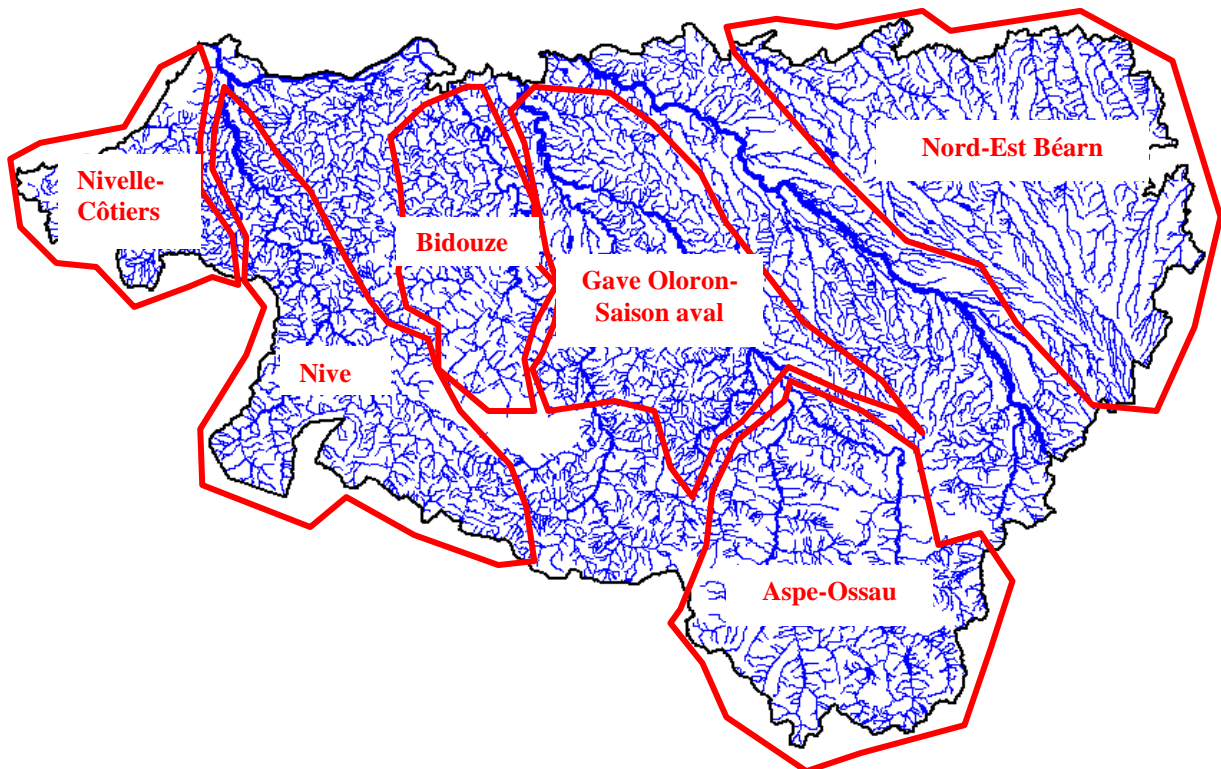 Nord-Est Béarn
Nivelle-
Côtiers
Bidouze
Gave Oloron-
Saison aval
Nive
Aspe-Ossau